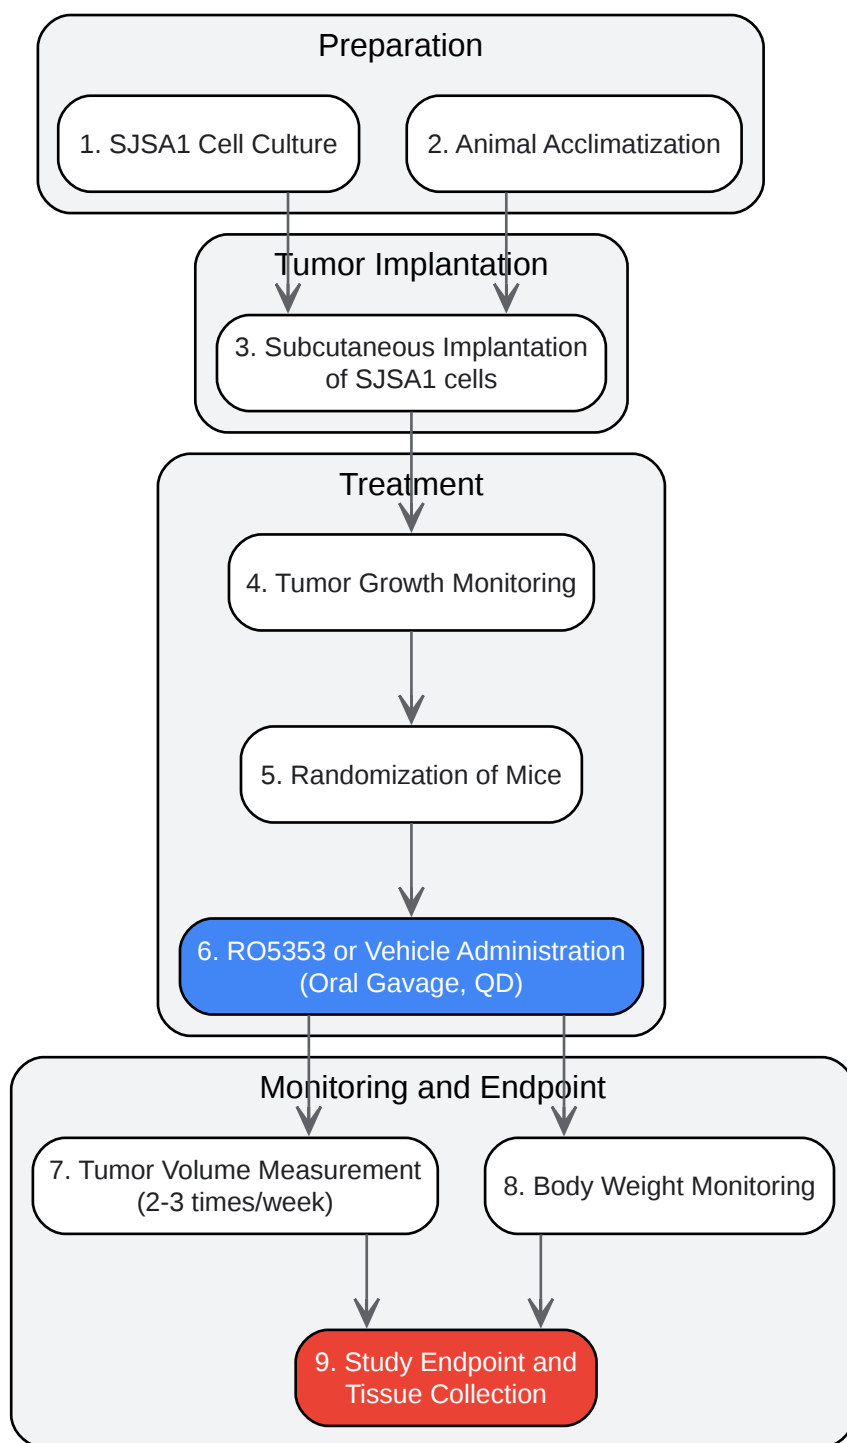 Preparation
1. SJSA1 Cell Culture
2. Animal Acclimatization
Tumor Implantation
3. Subcutaneous Implantation
of SJSA1 cells
Treatment
4. Tumor Growth Monitoring
5. Randomization of Mice
6. RO5353 or Vehicle Administration
(Oral Gavage, QD)
Monitoring and Endpoint
7. Tumor Volume Measurement
(2-3 times/week)
8. Body Weight Monitoring
9. Study Endpoint and
Tissue Collection